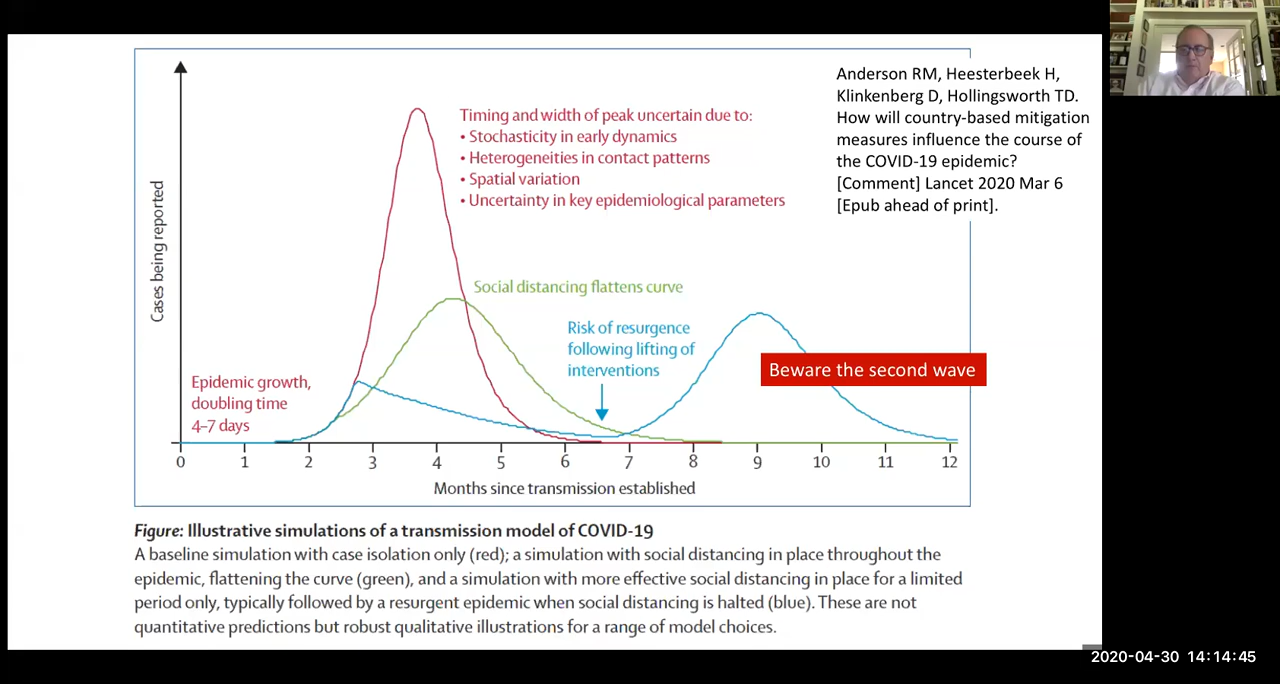 Anderson RM, Heesterbeek H,
Klinkenberg D, Hollingsworth TD.
How will country-based mitigation
measures influence the course of
the COVID-19 epidemic?
[Comment] Lancet 2020 Mar 6
[Epub ahead of print].
Cases being reported
Timing and width of peak uncertain due to:
• Stochasticity in early dynamics
• Heterogeneities in contact patterns
• Spatial variation
• Uncertainty in key epidemiological parameters
Social distancing flattens curve
Risk of resurgence
following lifting of
interventions
Beware the second wave
Epidemic growth,
doubling time
4–7 days
0 1 2 3 4 5 6 7 8 9 10 11 12
Months since transmission established
Figure: Illustrative simulations of a transmission model of COVID-19
A baseline simulation with case isolation only (red); a simulation with social distancing in place throughout the
epidemic, flattening the curve (green), and a simulation with more effective social distancing in place for a limited
period only, typically followed by a resurgent epidemic when social distancing is halted (blue). These are not
quantitative predictions but robust qualitative illustrations for a range of model choices.
2020-04-30 14:14:45